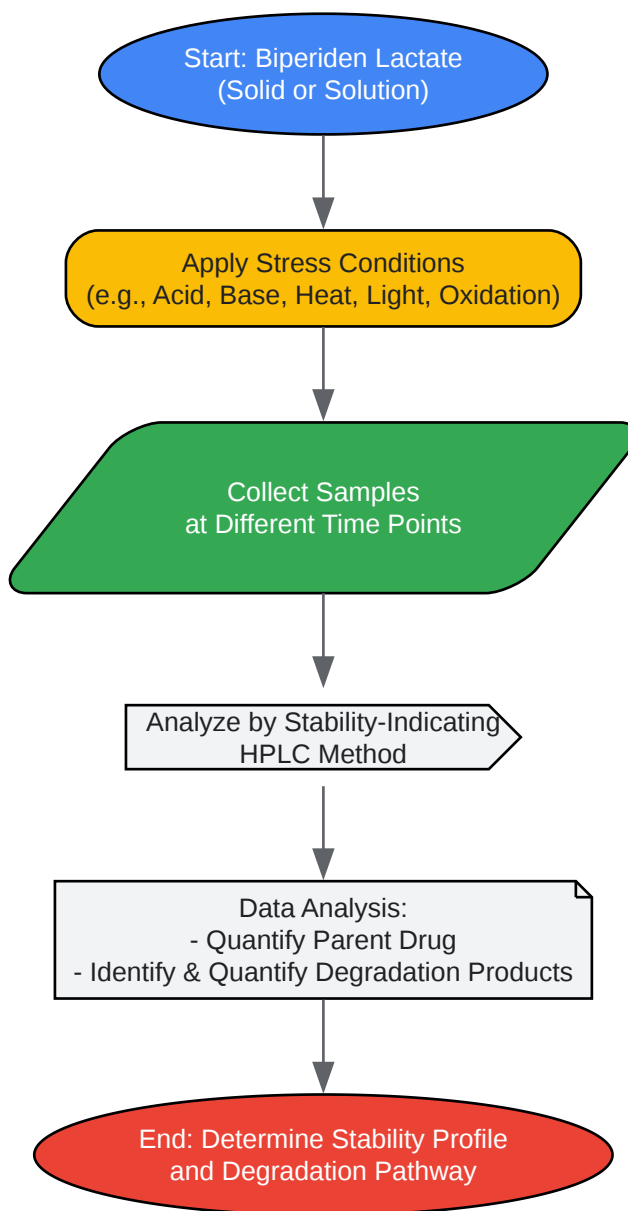 Start: Biperiden Lactate
(Solid or Solution)
Apply Stress Conditions
(e.g., Acid, Base, Heat, Light, Oxidation)
Collect Samples
at Different Time Points
Analyze by Stability-Indicating
HPLC Method
Data Analysis:
- Quantify Parent Drug
- Identify & Quantify Degradation Products
End: Determine Stability Profile
and Degradation Pathway